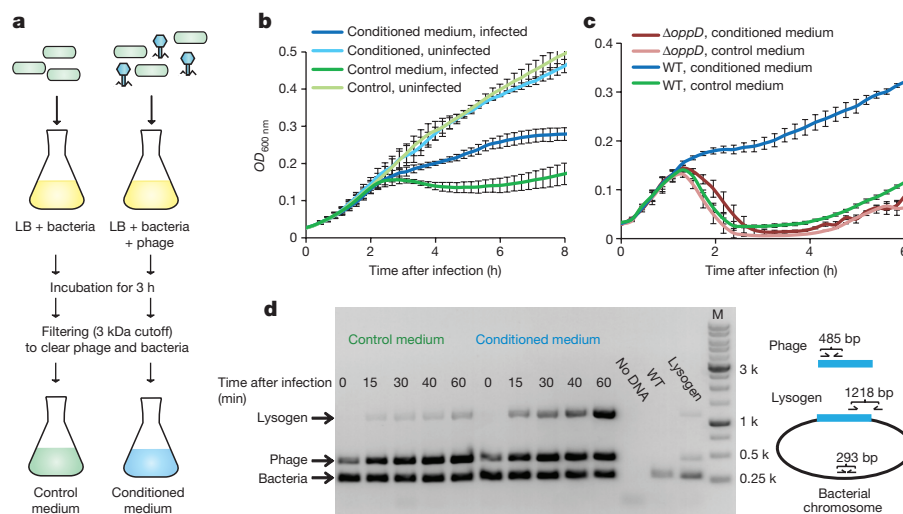 a
LB + bacteria
LB + bacteria
+ phage
Incubation for 3 h
Filtering (3 kDa cutoff)
to clear phage and bacteria
Control
medium
Conditioned
medium
b
Conditioned medium, infected
Conditioned, uninfected
Control medium, infected
Control, uninfected
OD600 nm
0.5
0.4
0.3
0.2
0.1
0
0 2 4 6 8
Time after infection (h)
c
ΔoppD, conditioned medium
ΔoppD, control medium
WT, conditioned medium
WT, control medium
0.4
0.3
0.2
0.1
0
0 2 4 6
Time after infection (h)
d
Control medium
Conditioned medium
Time after infection
(min)
0 15 30 40 60 0 15 30 40 60
No DNA
WT
Lysogen
M
Lysogen
Phage
Bacteria
3 k
1 k
0.5 k
0.25 k
485 bp
Phage
1218 bp
Lysogen
293 bp
Bacterial
chromosome